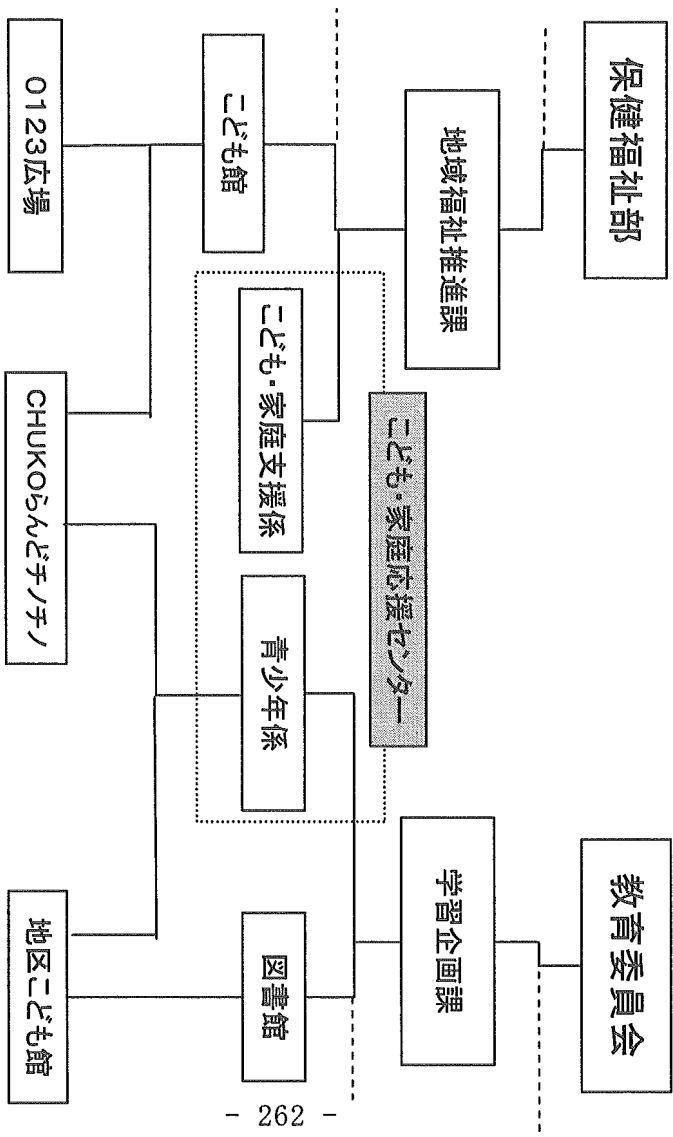 保健福祉部
教育委員会
地域福祉推進課
学習企画課
こども・家庭応援センター
こども館
こども・家庭支援係
青少年係
図書館
0123広場
CHUKOらんどチノチノ
地区こども館
- 262 -